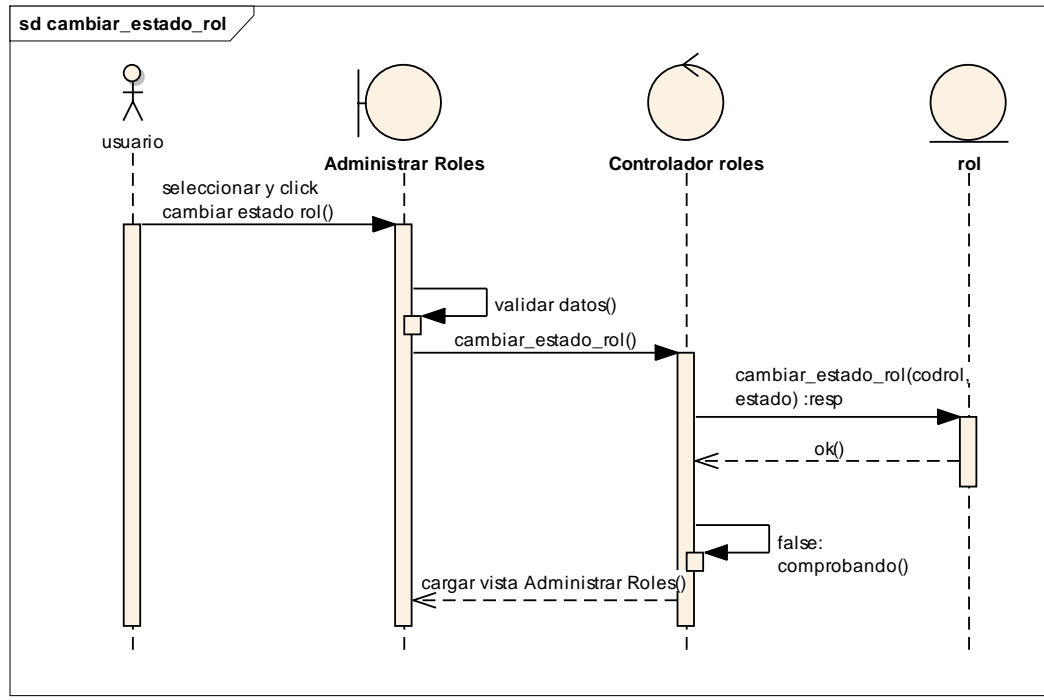 sd cambiar_estado_rol
usuario
Administrar Roles
Controlador roles
rol
seleccionar y click
cambiar estado rol()
validar datos()
cambiar_estado_rol()
cambiar_estado_rol(codrol,
estado) :resp
ok()
false:
comprobando()
cargar vista Administrar Roles()